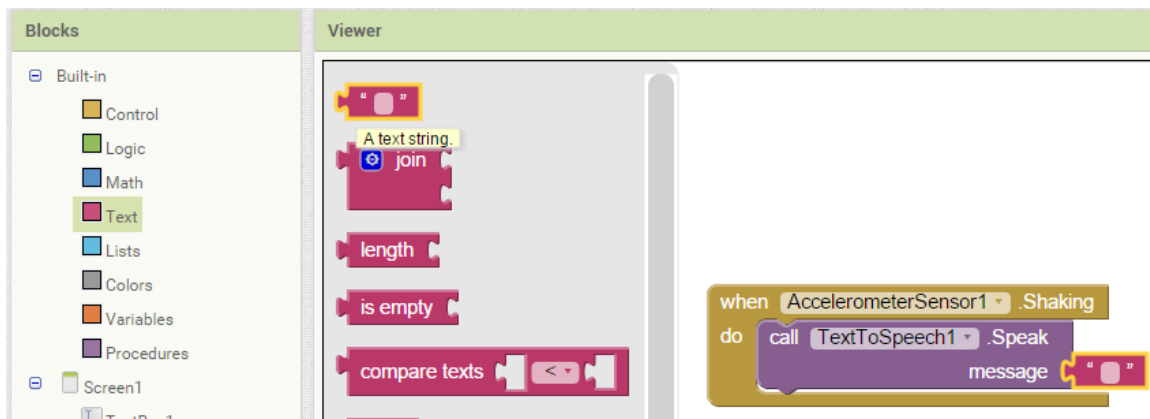 Blocks
Viewer
Built-in
Control
Logic
Math
Text
Lists
Colors
Variables
Procedures
Screen1
“ ”
A text string.
join
length
is empty
compare texts <
when AccelerometerSensor1 .Shaking
do call TextToSpeech1 .Speak
message “ ”